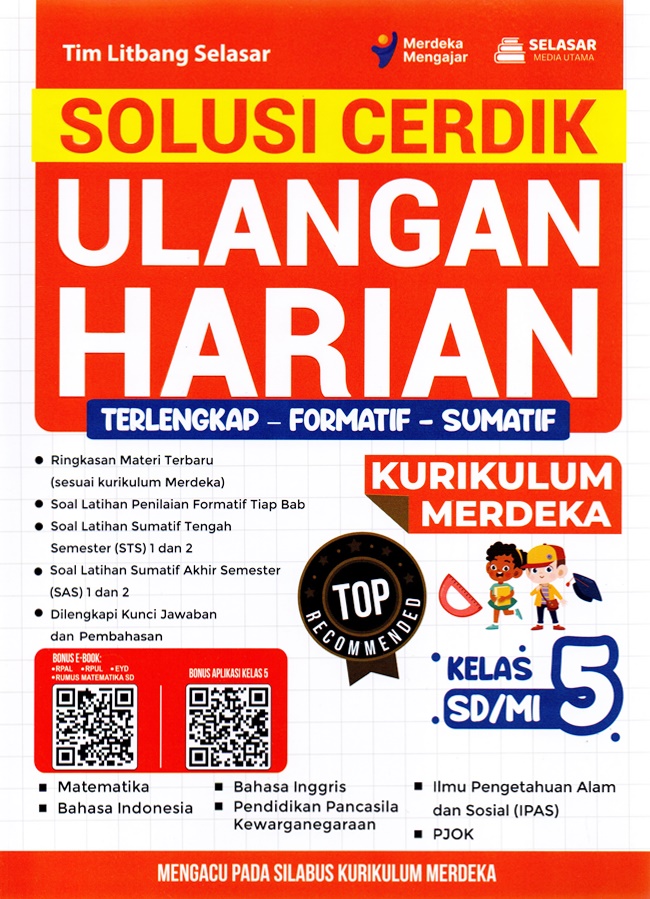 Tim Litbang Selasar
Merdeka
Mengajar
SELASAR
MEDIA UTAMA
SOLUSI CERDIK
ULANGAN
HARIAN
TERLENGKAP – FORMATIF – SUMATIF
• Ringkasan Materi Terbaru
(sesuai kurikulum Merdeka)
• Soal Latihan Penilaian Formatif Tiap Bab
• Soal Latihan Sumatif Tengah
Semester (STS) 1 dan 2
• Soal Latihan Sumatif Akhir Semester
(SAS) 1 dan 2
• Dilengkapi Kunci Jawaban
dan Pembahasan
KURIKULUM
MERDEKA
TOP
RECOMMENDED
KELAS
SD/MI
5
BONUS E-BOOK:
•RPAL •RPUL •EYD
•RUMUS MATEMATIKA SD
BONUS APLIKASI KELAS 5
■ Matematika
■ Bahasa Indonesia
■ Bahasa Inggris
■ Pendidikan Pancasila
Kewarganegaraan
■ Ilmu Pengetahuan Alam
dan Sosial (IPAS)
■ PJOK
MENGACU PADA SILABUS KURIKULUM MERDEKA